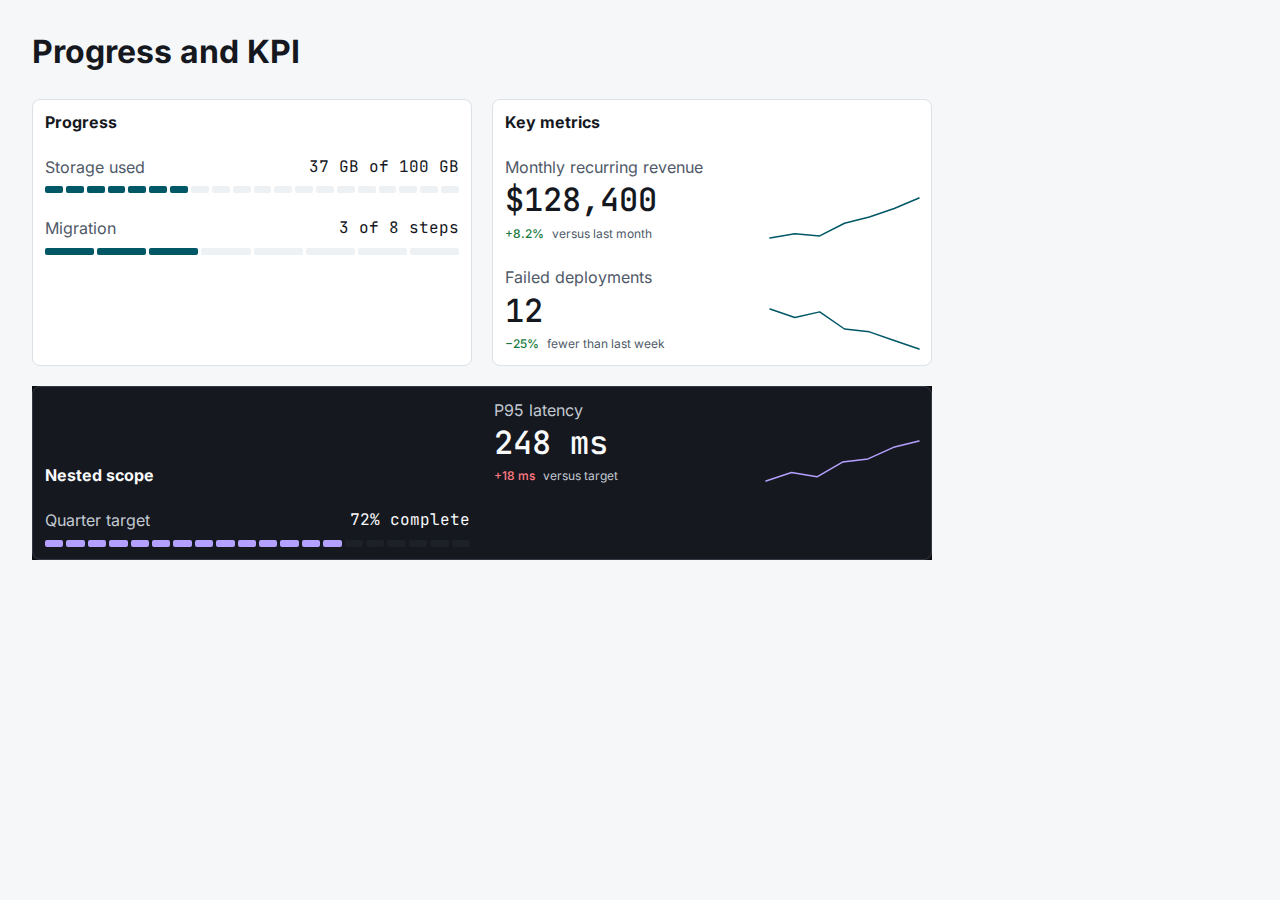 Progress and KPI
Progress
Storage used 37 GB of 100 GB
Migration 3 of 8 steps
Key metrics
Monthly recurring revenue
$128,400
+8.2% versus last month
Failed deployments
12
−25% fewer than last week
Nested scope
Quarter target 72% complete
P95 latency
248 ms
+18 ms versus target